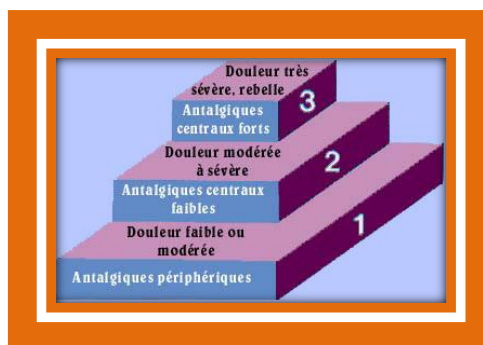 Douleur très
sévère, rebelle
3
Antalgiques
centraux forts
Douleur modérée
à sévère
2
Antalgiques centraux
faibles
Douleur faible ou
modérée
1
Antalgiques périphériques